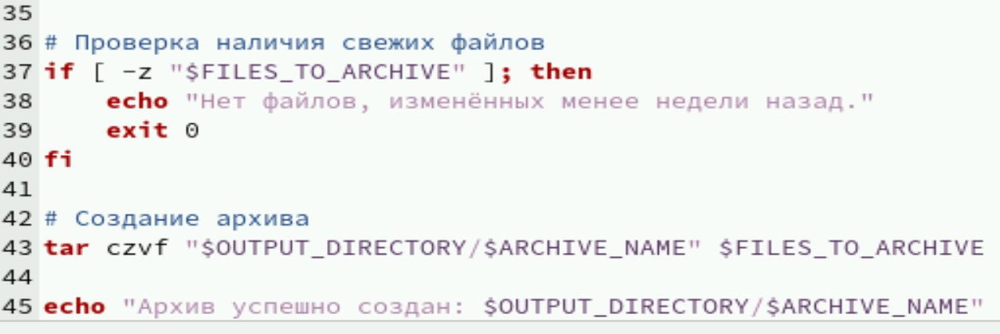 35
36 # Проверка наличия свежих файлов
37 if [ -z "$FILES_TO_ARCHIVE" ]; then
38     echo "Нет файлов, изменённых менее недели назад."
39     exit 0
40 fi
41
42 # Создание архива
43 tar czvf "$OUTPUT_DIRECTORY/$ARCHIVE_NAME" $FILES_TO_ARCHIVE
44
45 echo "Архив успешно создан: $OUTPUT_DIRECTORY/$ARCHIVE_NAME"